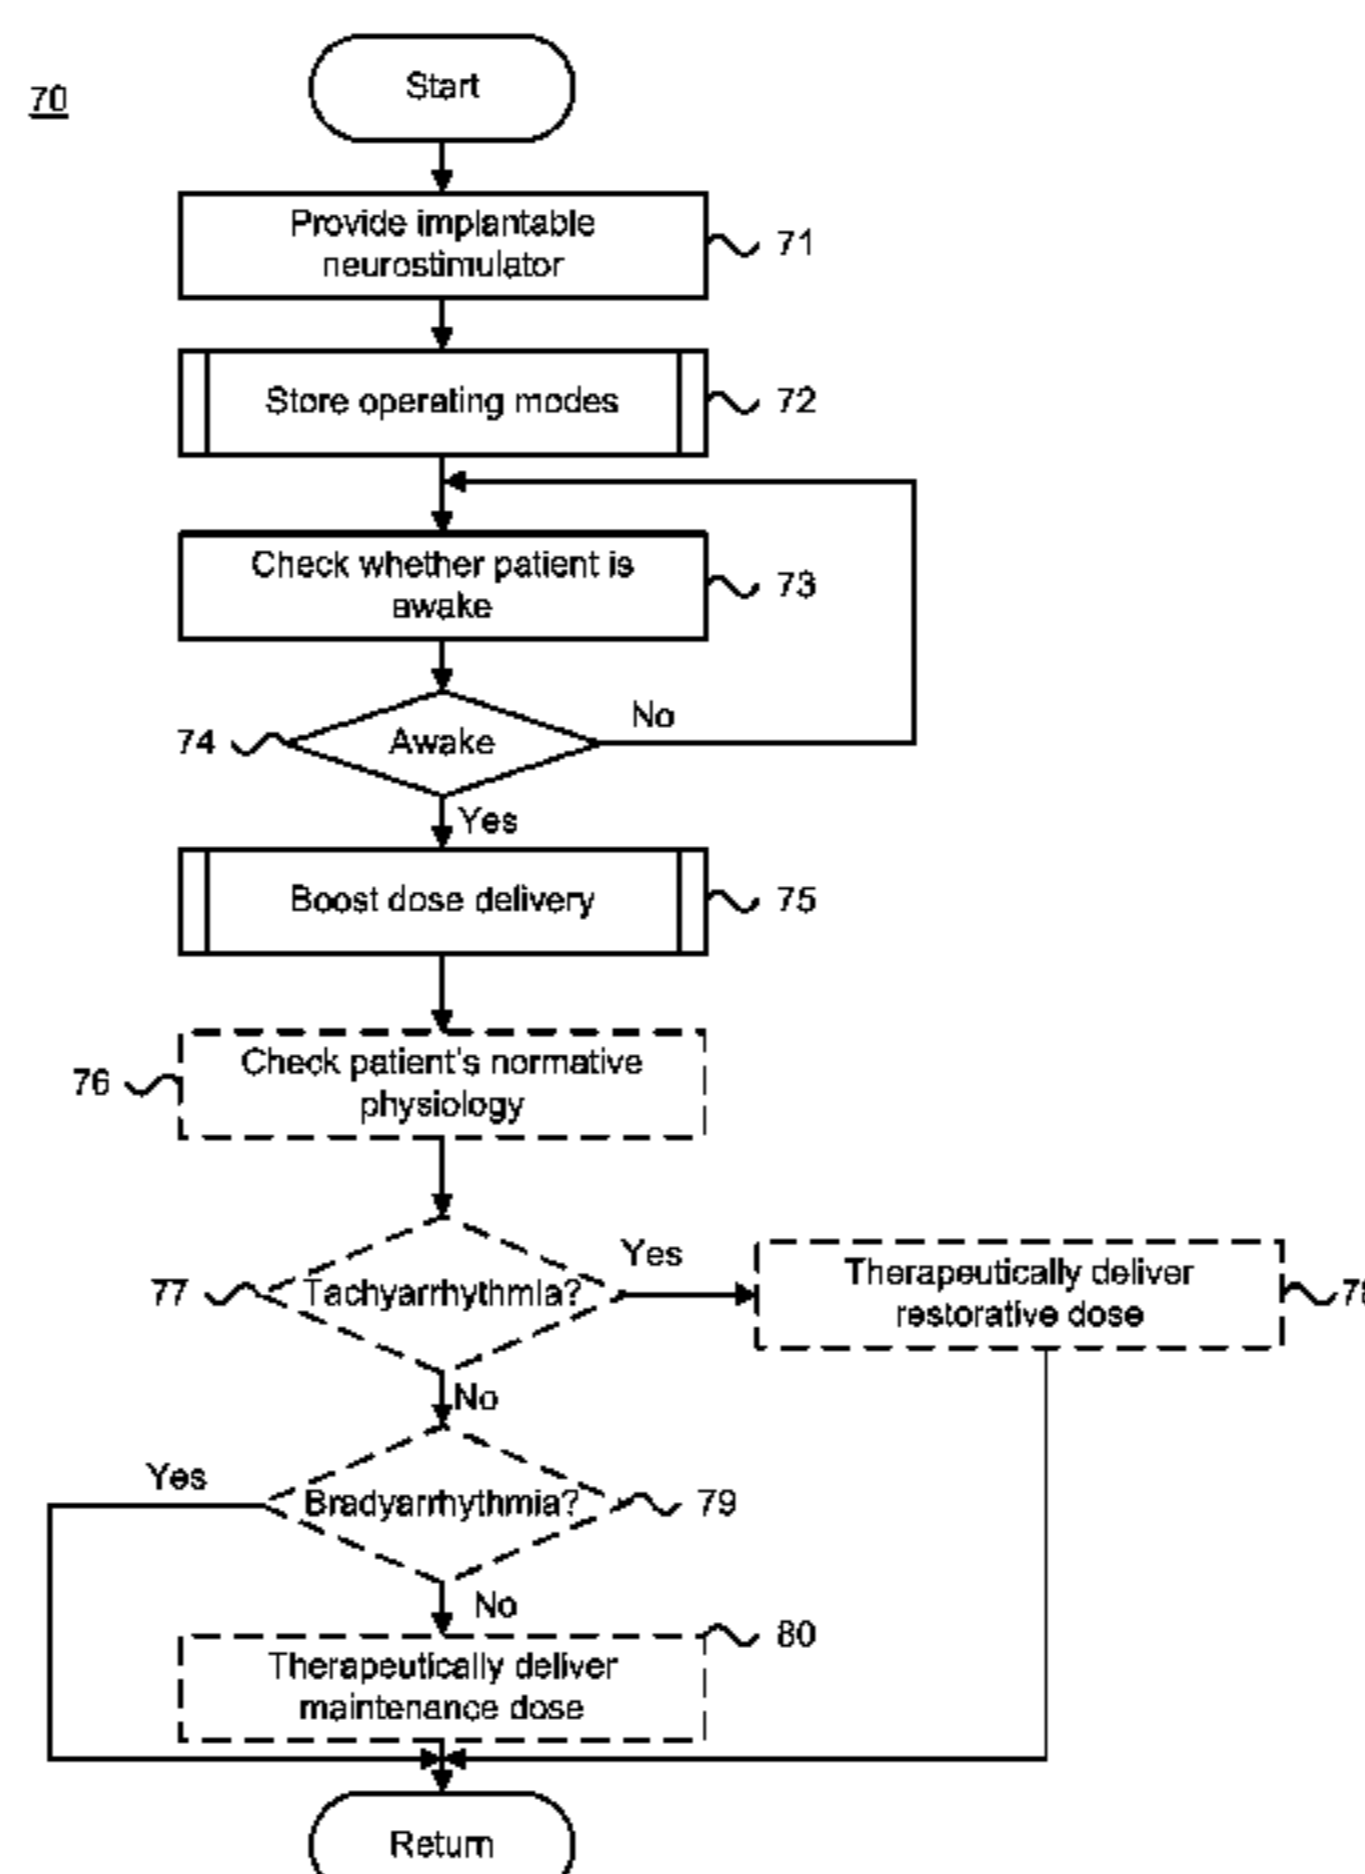 70
Start
Provide implantable
neurostimulator
71
Store operating modes
72
Check whether patient is
awake
73
74
Awake
No
Yes
Boost dose delivery
75
76
Check patient's normative
physiology
77
Tachyarrhythmia?
Yes
Therapeutically deliver
restorative dose
No
Yes
Bradyarrhythmia?
79
No
Therapeutically deliver
maintenance dose
80
Return